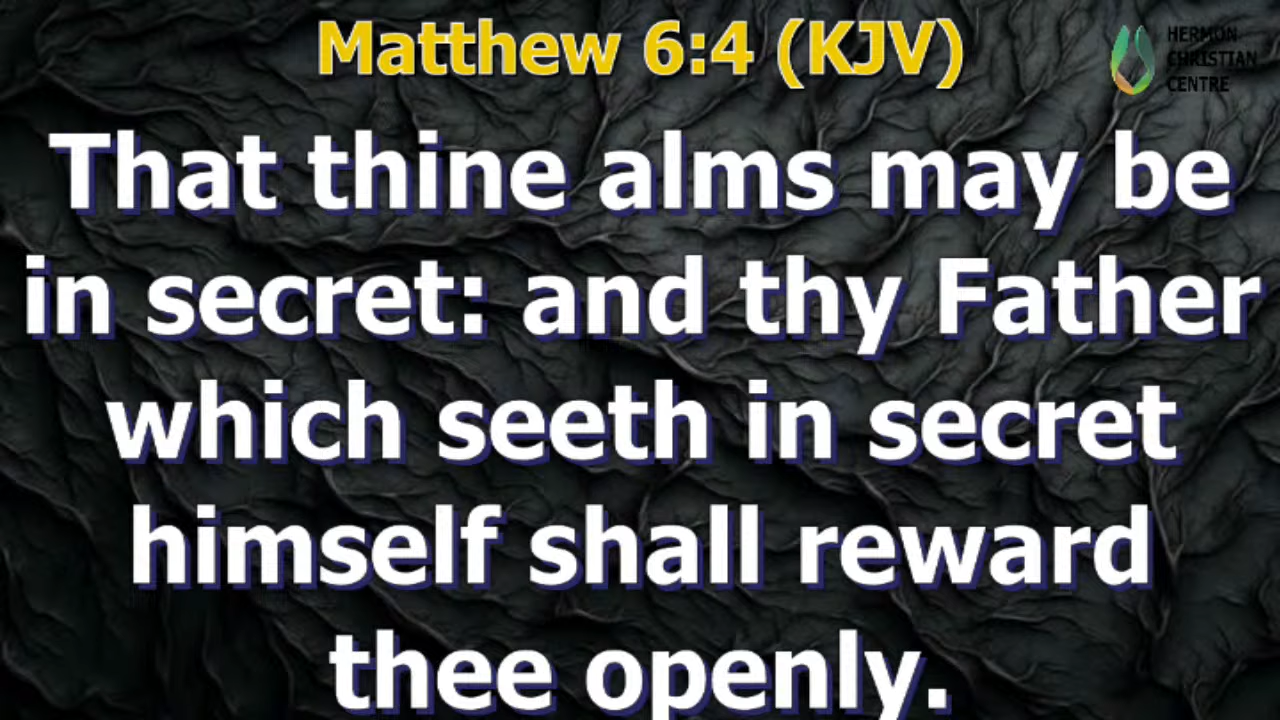 Matthew 6:4 (KJV)
HERMON
CHRISTIAN
CENTRE
That thine alms may be
in secret: and thy Father
which seeth in secret
himself shall reward
thee openly.